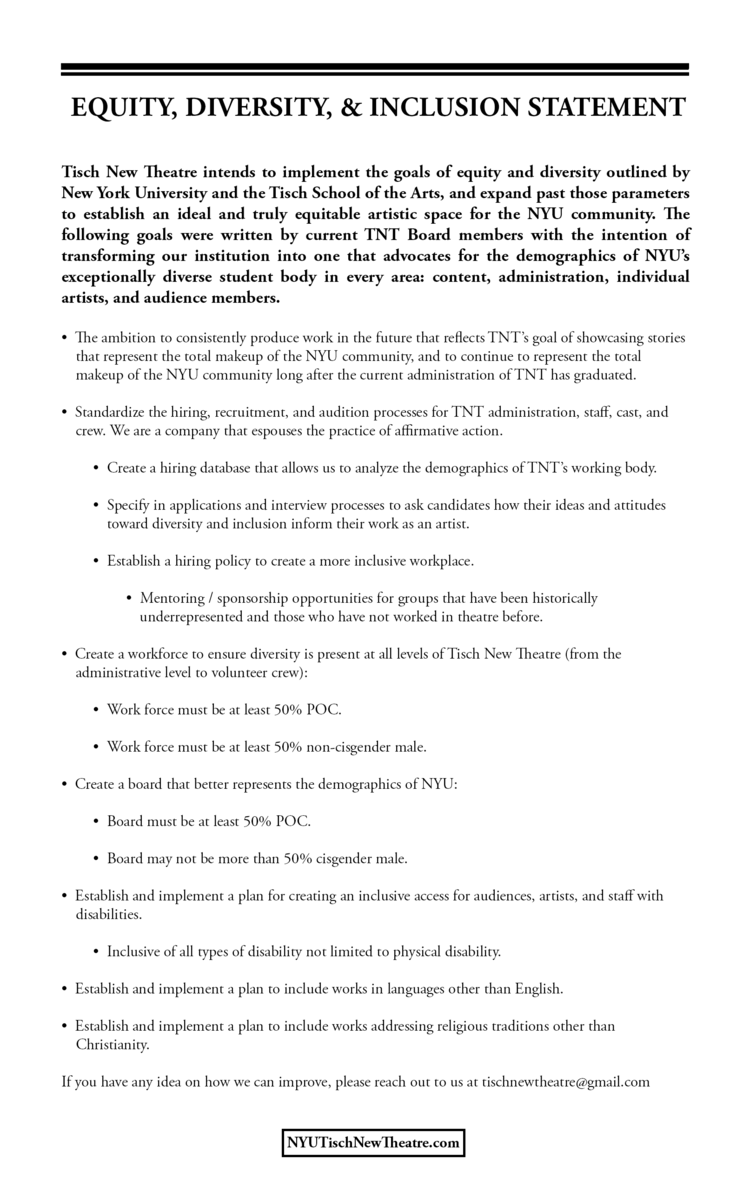 EQUITY, DIVERSITY, & INCLUSION STATEMENT
Tisch New Theatre intends to implement the goals of equity and diversity outlined by
New York University and the Tisch School of the Arts, and expand past those parameters
to establish an ideal and truly equitable artistic space for the NYU community. The
following goals were written by current TNT Board members with the intention of
transforming our institution into one that advocates for the demographics of NYU's
exceptionally diverse student body in every area: content, administration, individual
artists, and audience members.
• The ambition to consistently produce work in the future that reflects TNT's goal of showcasing stories
that represent the total makeup of the NYU community, and to continue to represent the total
makeup of the NYU community long after the current administration of TNT has graduated.
• Standardize the hiring, recruitment, and audition processes for TNT administration, staff, cast, and
crew. We are a company that espouses the practice of affirmative action.
• Create a hiring database that allows us to analyze the demographics of TNT's working body.
• Specify in applications and interview processes to ask candidates how their ideas and attitudes
toward diversity and inclusion inform their work as an artist.
• Establish a hiring policy to create a more inclusive workplace.
• Mentoring / sponsorship opportunities for groups that have been historically
underrepresented and those who have not worked in theatre before.
• Create a workforce to ensure diversity is present at all levels of Tisch New Theatre (from the
administrative level to volunteer crew):
• Work force must be at least 50% POC.
• Work force must be at least 50% non-cisgender male.
• Create a board that better represents the demographics of NYU:
• Board must be at least 50% POC.
• Board may not be more than 50% cisgender male.
• Establish and implement a plan for creating an inclusive access for audiences, artists, and staff with
disabilities.
• Inclusive of all types of disability not limited to physical disability.
• Establish and implement a plan to include works in languages other than English.
• Establish and implement a plan to include works addressing religious traditions other than
Christianity.
If you have any idea on how we can improve, please reach out to us at tischnewtheatre@gmail.com
NYUTischNewTheatre.com